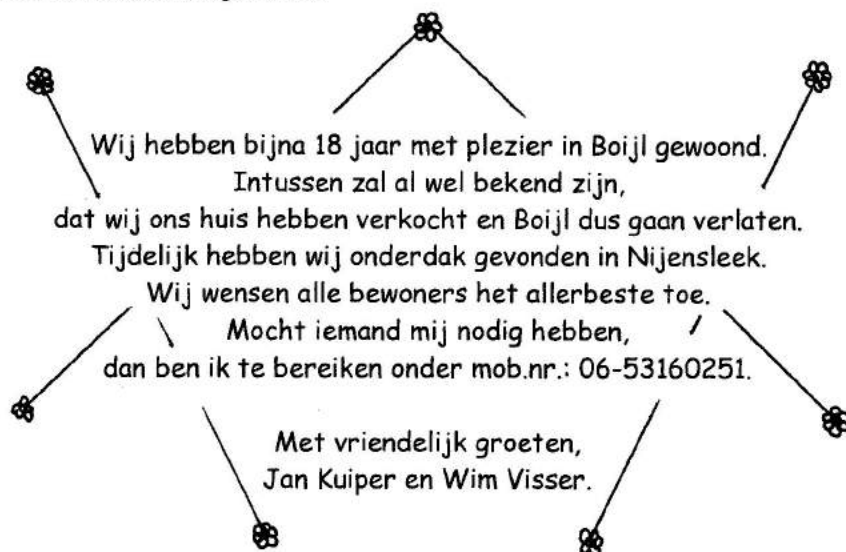 Wij hebben bijna 18 jaar met plezier in Boijl gewoond.
Intussen zal al wel bekend zijn,
dat wij ons huis hebben verkocht en Boijl dus gaan verlaten.
Tijdelijk hebben wij onderdak gevonden in Nijensleek.
Wij wensen alle bewoners het allerbeste toe.
Mocht iemand mij nodig hebben,
dan ben ik te bereiken onder mob.nr.: 06-53160251.
Met vriendelijk groeten,
Jan Kuiper en Wim Visser.